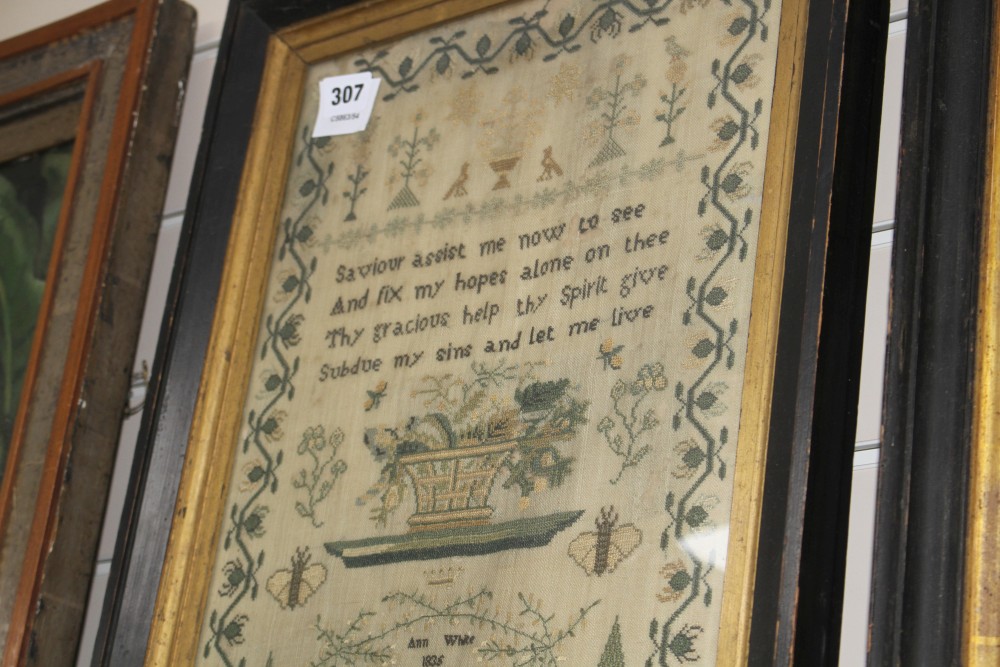 307
Saviour assist me now to see
And fix my hopes alone on thee
Thy gracious help thy Spirit give
Subdue my sins and let me live
Ann White